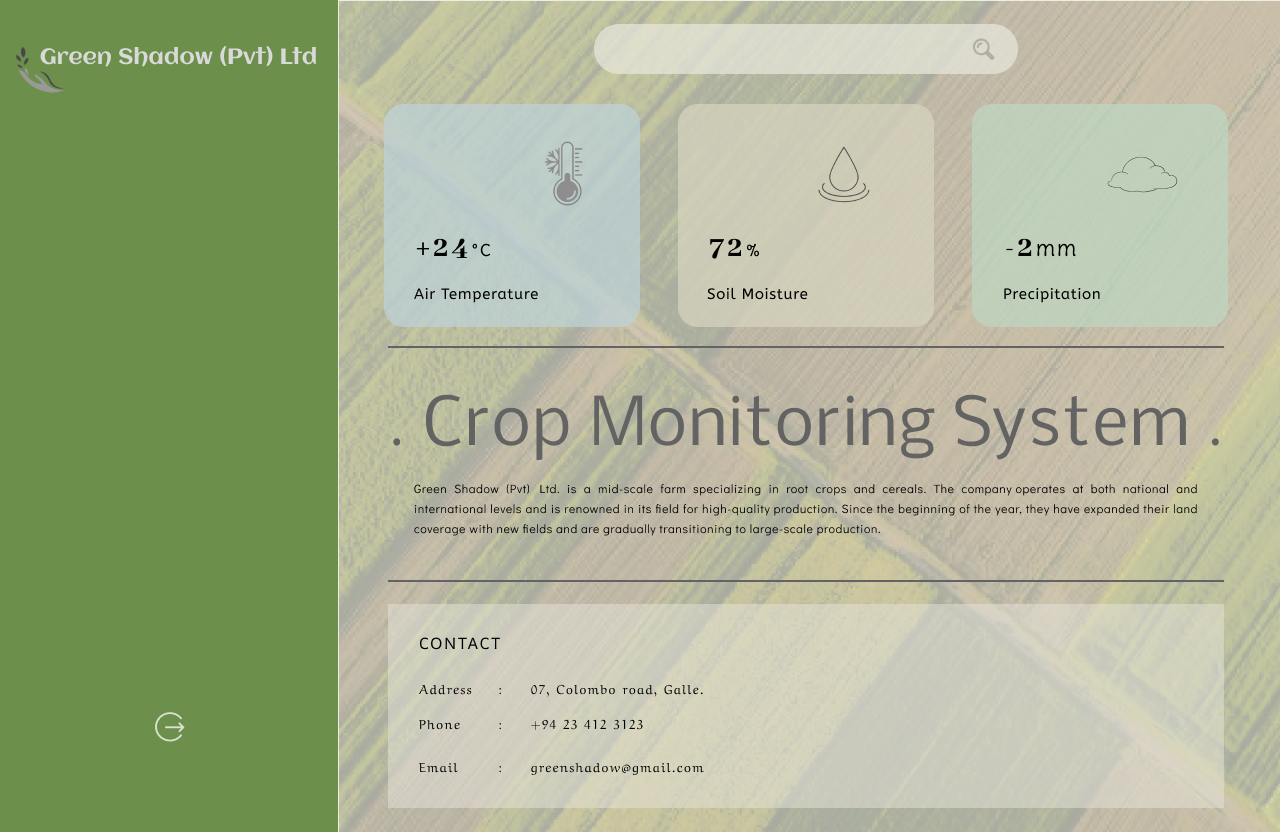 Green Shadow (Pvt) Ltd
+24°C
Air Temperature
72%
Soil Moisture
-2mm
Precipitation
. Crop Monitoring System .
Green Shadow (Pvt) Ltd. is a mid-scale farm specializing in root crops and cereals. The company operates at both national and
international levels and is renowned in its field for high-quality production. Since the beginning of the year, they have expanded their land
coverage with new fields and are gradually transitioning to large-scale production.
CONTACT
Address : 07, Colombo road, Galle.
Phone : +94 23 412 3123
Email : greenshadow@gmail.com